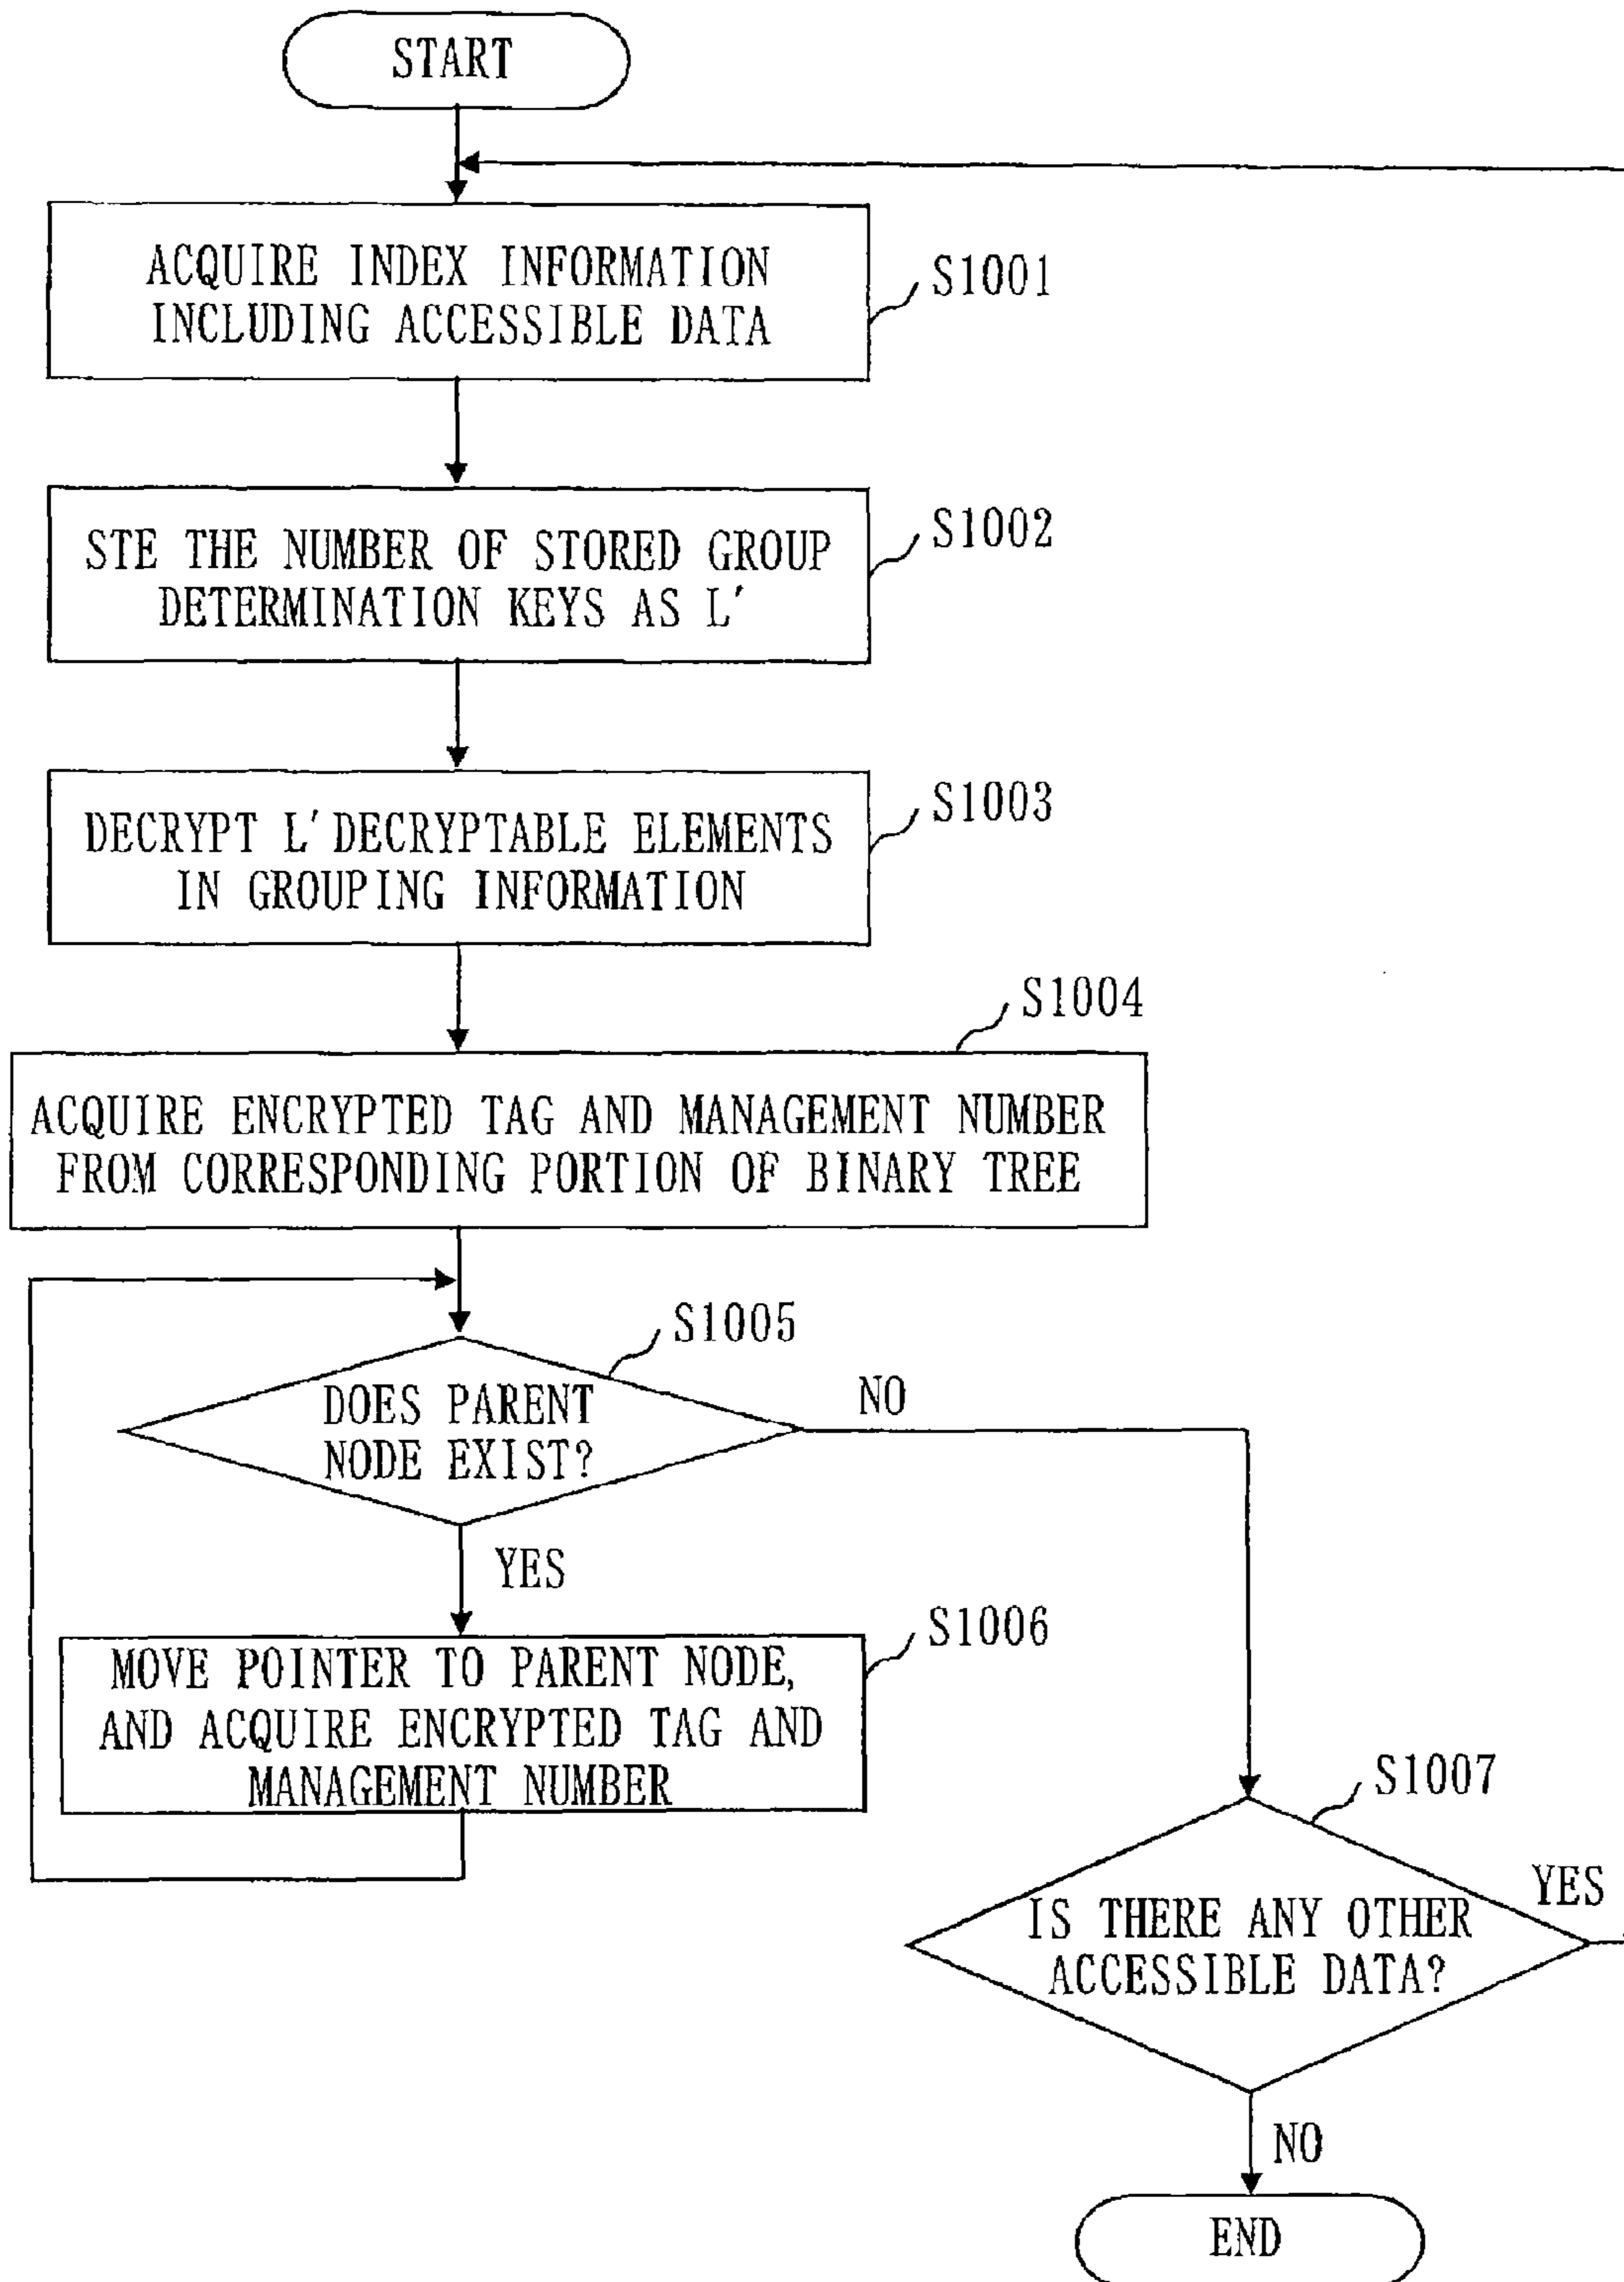 START
ACQUIRE INDEX INFORMATION
INCLUDING ACCESSIBLE DATA
S1001
STE THE NUMBER OF STORED GROUP
DETERMINATION KEYS AS L'
S1002
DECRYPT L' DECRYPTABLE ELEMENTS
IN GROUPING INFORMATION
S1003
S1004
ACQUIRE ENCRYPTED TAG AND MANAGEMENT NUMBER
FROM CORRESPONDING PORTION OF BINARY TREE
S1005
DOES PARENT
NODE EXIST?
NO
YES
S1006
MOVE POINTER TO PARENT NODE,
AND ACQUIRE ENCRYPTED TAG AND
MANAGEMENT NUMBER
S1007
IS THERE ANY OTHER
ACCESSIBLE DATA?
YES
NO
END